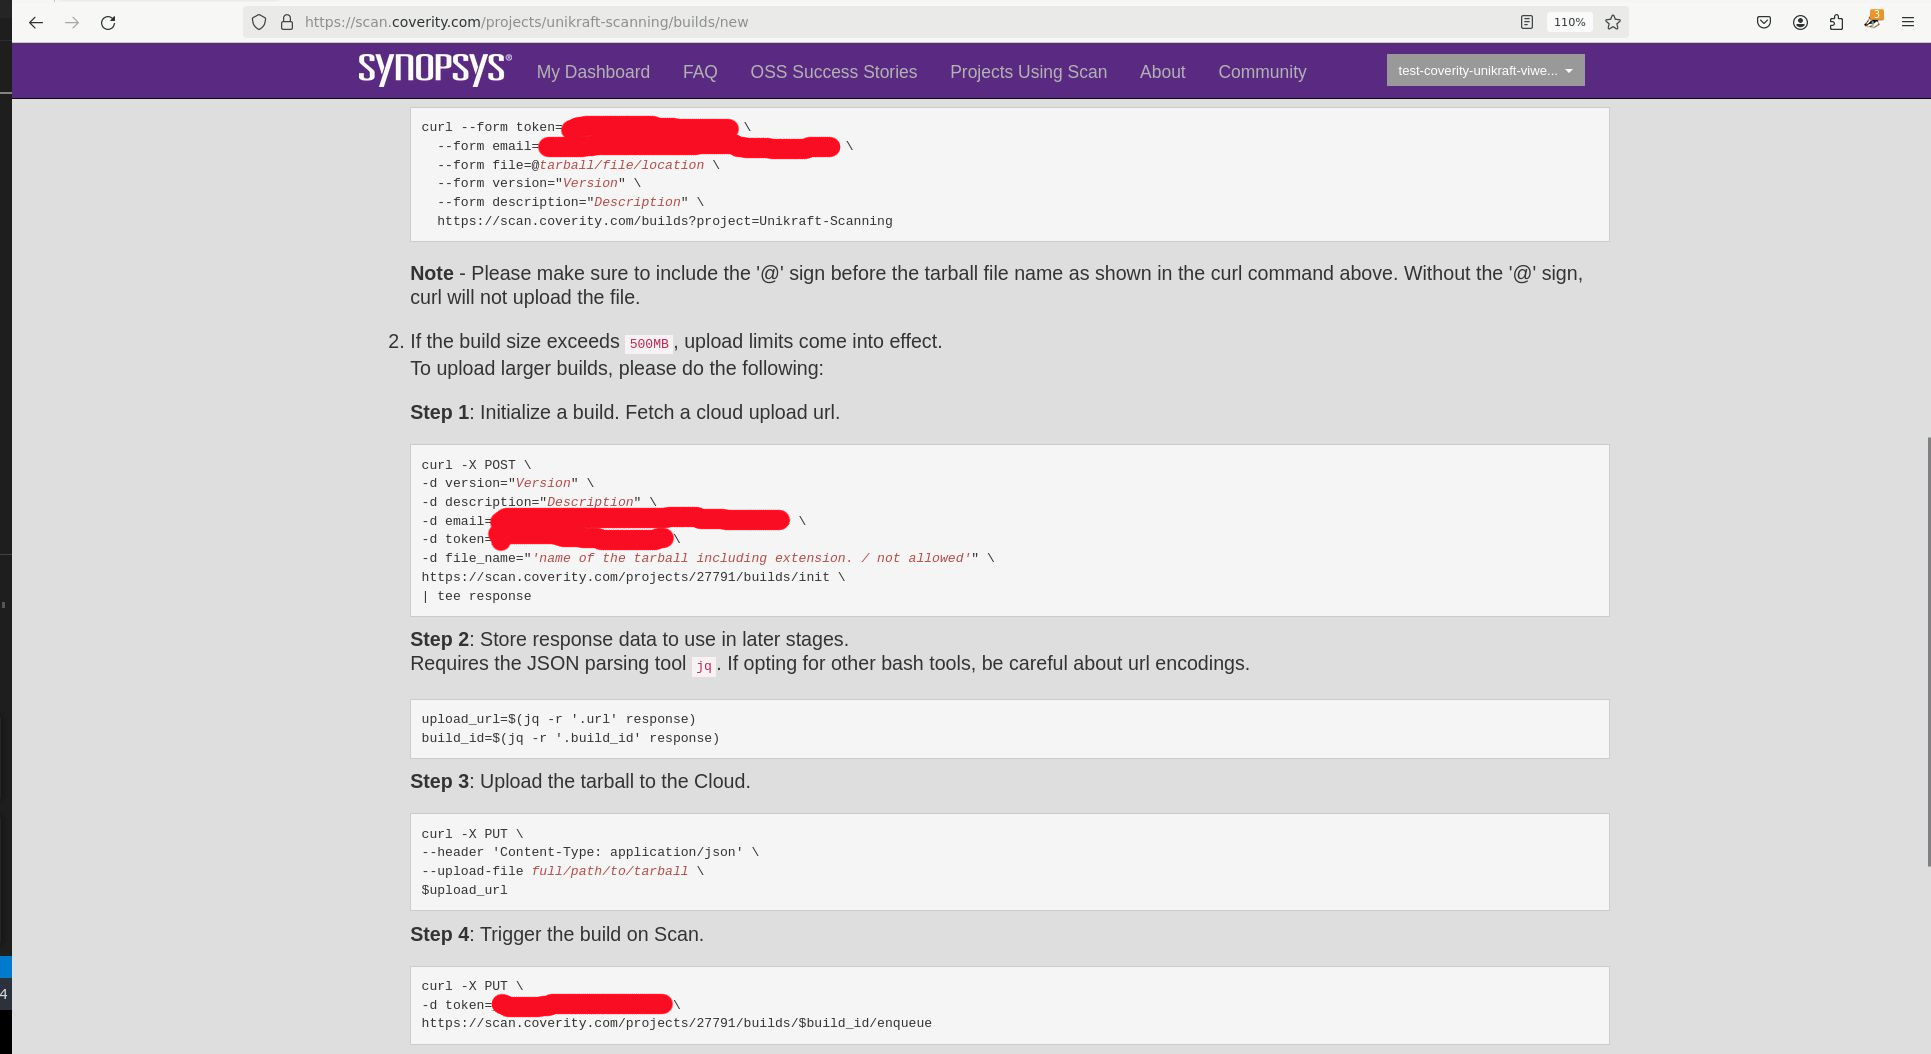 https://scan.coverity.com/projects/unikraft-scanning/builds/new
110%
3
SYNOPSYS®
My Dashboard FAQ OSS Success Stories Projects Using Scan About Community
test-coverity-unikraft-viwe...
curl --form token= \
--form email= \
--form file=@tarball/file/location \
--form version="Version" \
--form description="Description" \
https://scan.coverity.com/builds?project=Unikraft-Scanning
Note - Please make sure to include the '@' sign before the tarball file name as shown in the curl command above. Without the '@' sign,
curl will not upload the file.
2. If the build size exceeds 500MB, upload limits come into effect.
To upload larger builds, please do the following:
Step 1: Initialize a build. Fetch a cloud upload url.
curl -X POST \
-d version="Version" \
-d description="Description" \
-d email= \
-d token= \
-d file_name="'name of the tarball including extension. / not allowed'" \
https://scan.coverity.com/projects/27791/builds/init \
| tee response
Step 2: Store response data to use in later stages.
Requires the JSON parsing tool jq. If opting for other bash tools, be careful about url encodings.
upload_url=$(jq -r '.url' response)
build_id=$(jq -r '.build_id' response)
Step 3: Upload the tarball to the Cloud.
curl -X PUT \
--header 'Content-Type: application/json' \
--upload-file full/path/to/tarball \
$upload_url
Step 4: Trigger the build on Scan.
4
curl -X PUT \
-d token= \
https://scan.coverity.com/projects/27791/builds/$build_id/enqueue